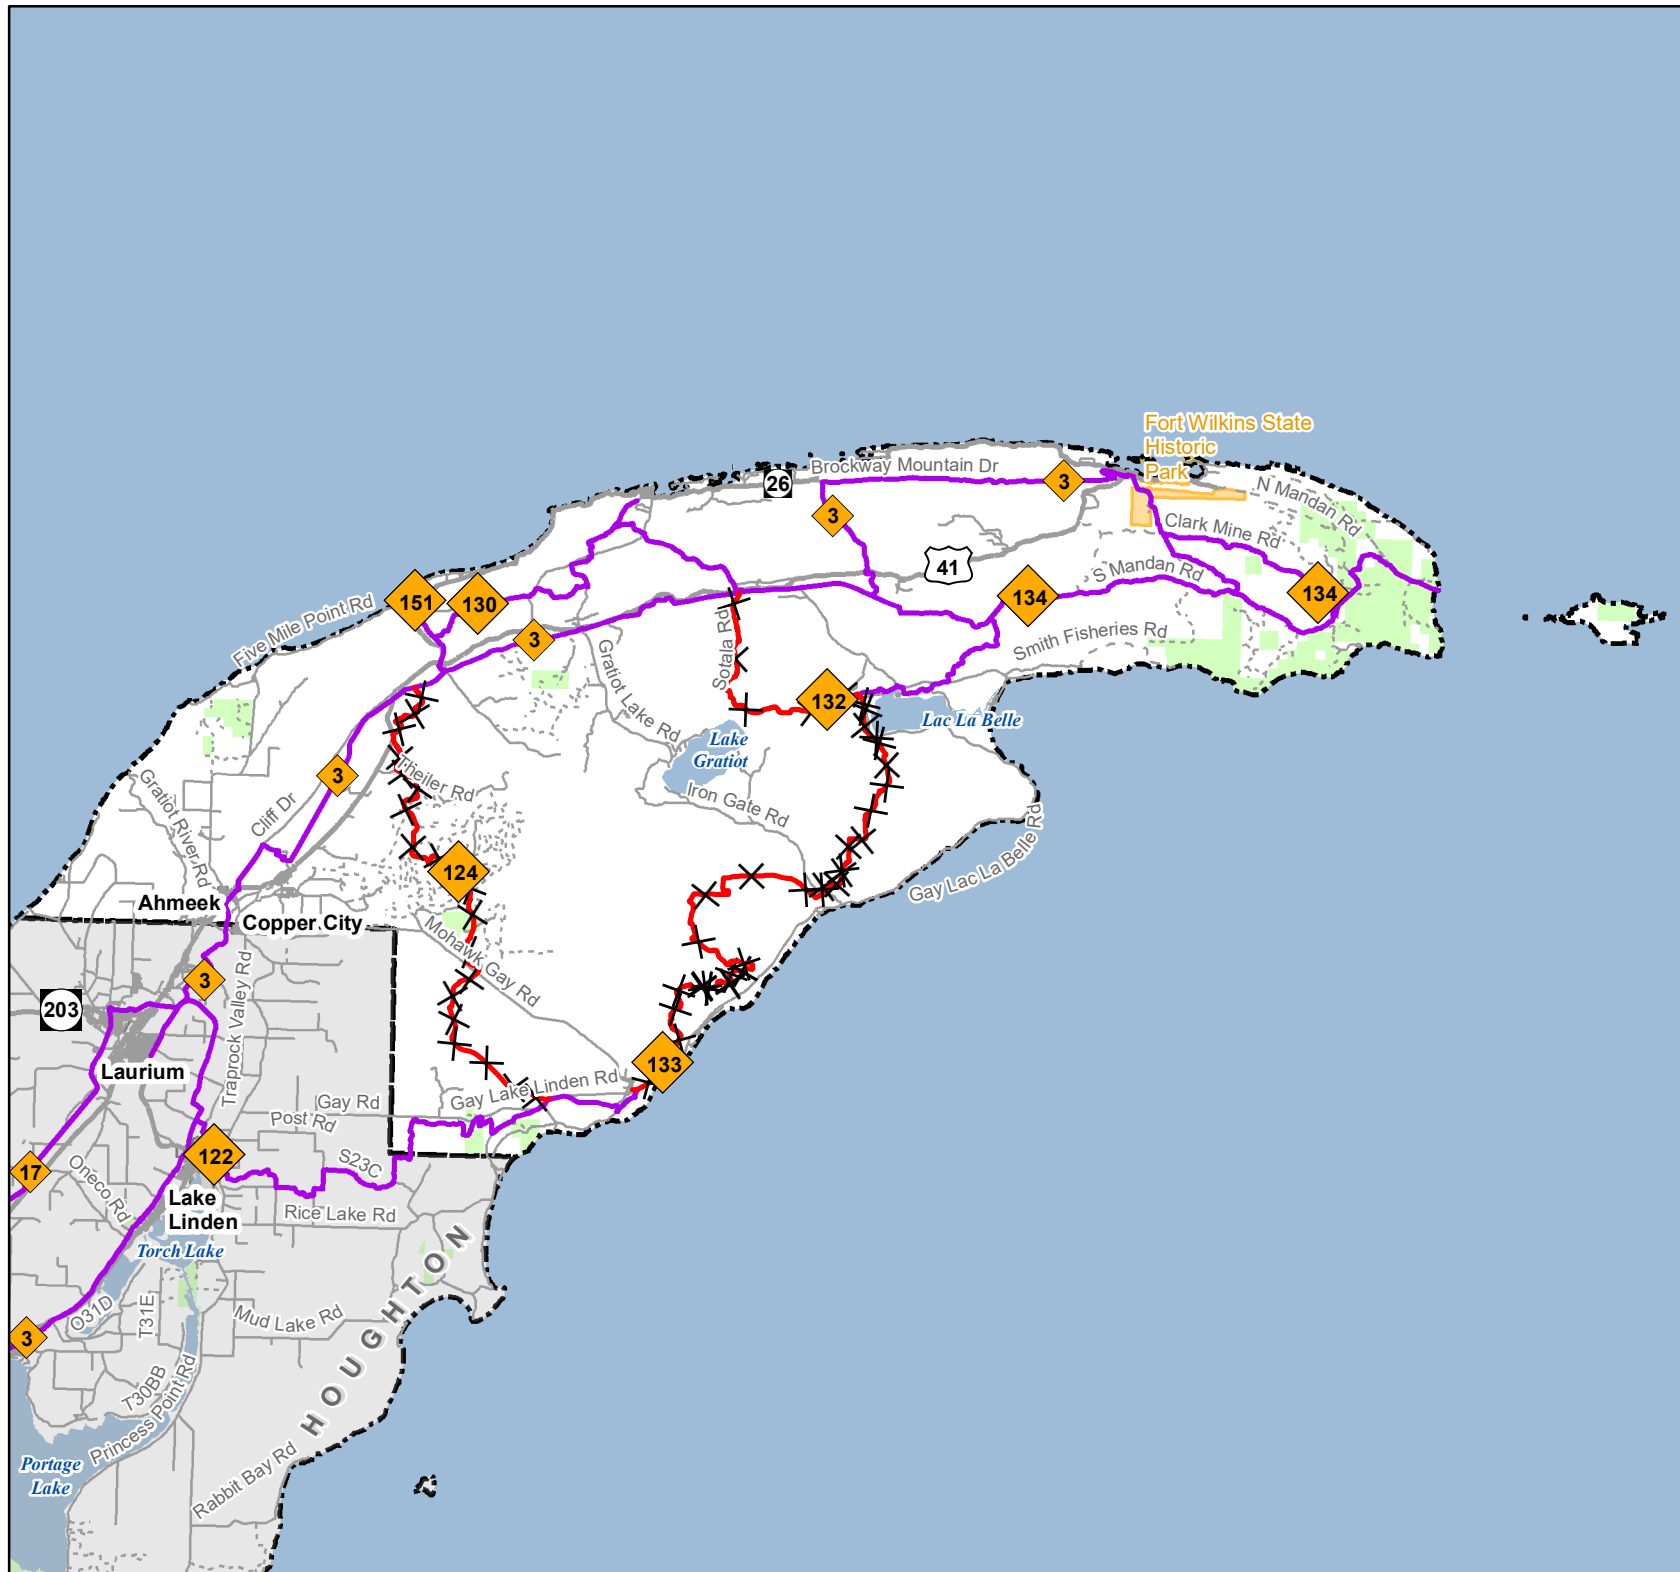 Fort Wilkins State
Historic
Park
Brockway Mountain Dr
3
26
N Mandan Rd
3
Clark Mine Rd
41
S Mandan Rd
151
130
134
134
Five Mile Point Rd
3
Smith Fisheries Rd
Gratiot Lake Rd
Sotala Rd
132
Lac La Belle
Lake
Gratiot
3
Theiler Rd
Iron Gate Rd
Gratiot River Rd
Cliff Dr
Gay Lac La Belle Rd
124
Ahmeek
Copper City
Mohawk Gay Rd
3
203
Traprock Valley Rd
Laurium
133
Gay Lake Linden Rd
Gay Rd
Post Rd
122
17
S23C
Oneco Rd
Lake
Linden
Rice Lake Rd
Torch Lake
HOUGHTON
O31D
T31E
Mud Lake Rd
3
T30BB
Princess Point Rd
Portage
Lake
Rabbit Bay Rd